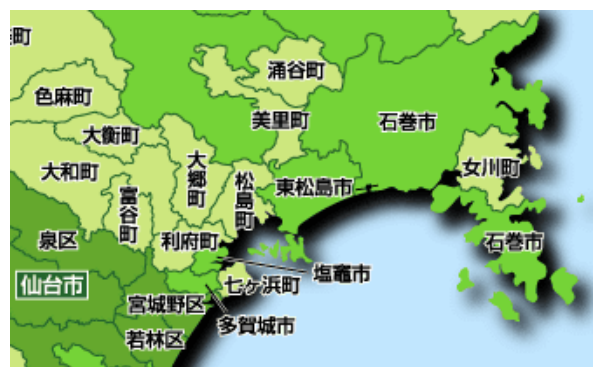 町
涌谷町
色麻町
美里町
石巻市
大衡町
大郷町
女川町
大和町
松島町
東松島市
富谷町
泉区
利府町
石巻市
塩竈市
仙台市
七ヶ浜町
宮城野区
多賀城市
若林区